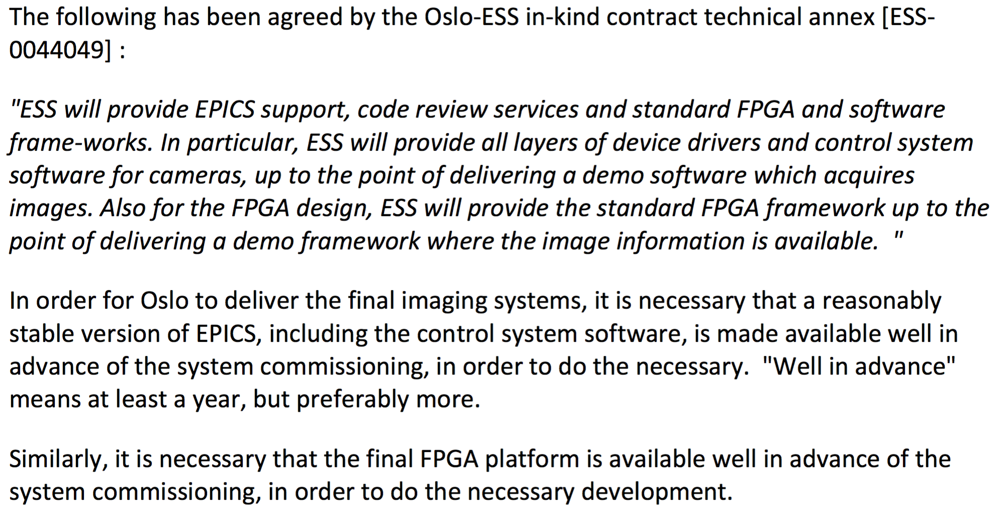 The following has been agreed by the Oslo-ESS in-kind contract technical annex [ESS-
0044049] :
"ESS will provide EPICS support, code review services and standard FPGA and software
frame-works. In particular, ESS will provide all layers of device drivers and control system
software for cameras, up to the point of delivering a demo software which acquires
images. Also for the FPGA design, ESS will provide the standard FPGA framework up to the
point of delivering a demo framework where the image information is available.  "
In order for Oslo to deliver the final imaging systems, it is necessary that a reasonably
stable version of EPICS, including the control system software, is made available well in
advance of the system commissioning, in order to do the necessary.  "Well in advance"
means at least a year, but preferably more.
Similarly, it is necessary that the final FPGA platform is available well in advance of the
system commissioning, in order to do the necessary development.